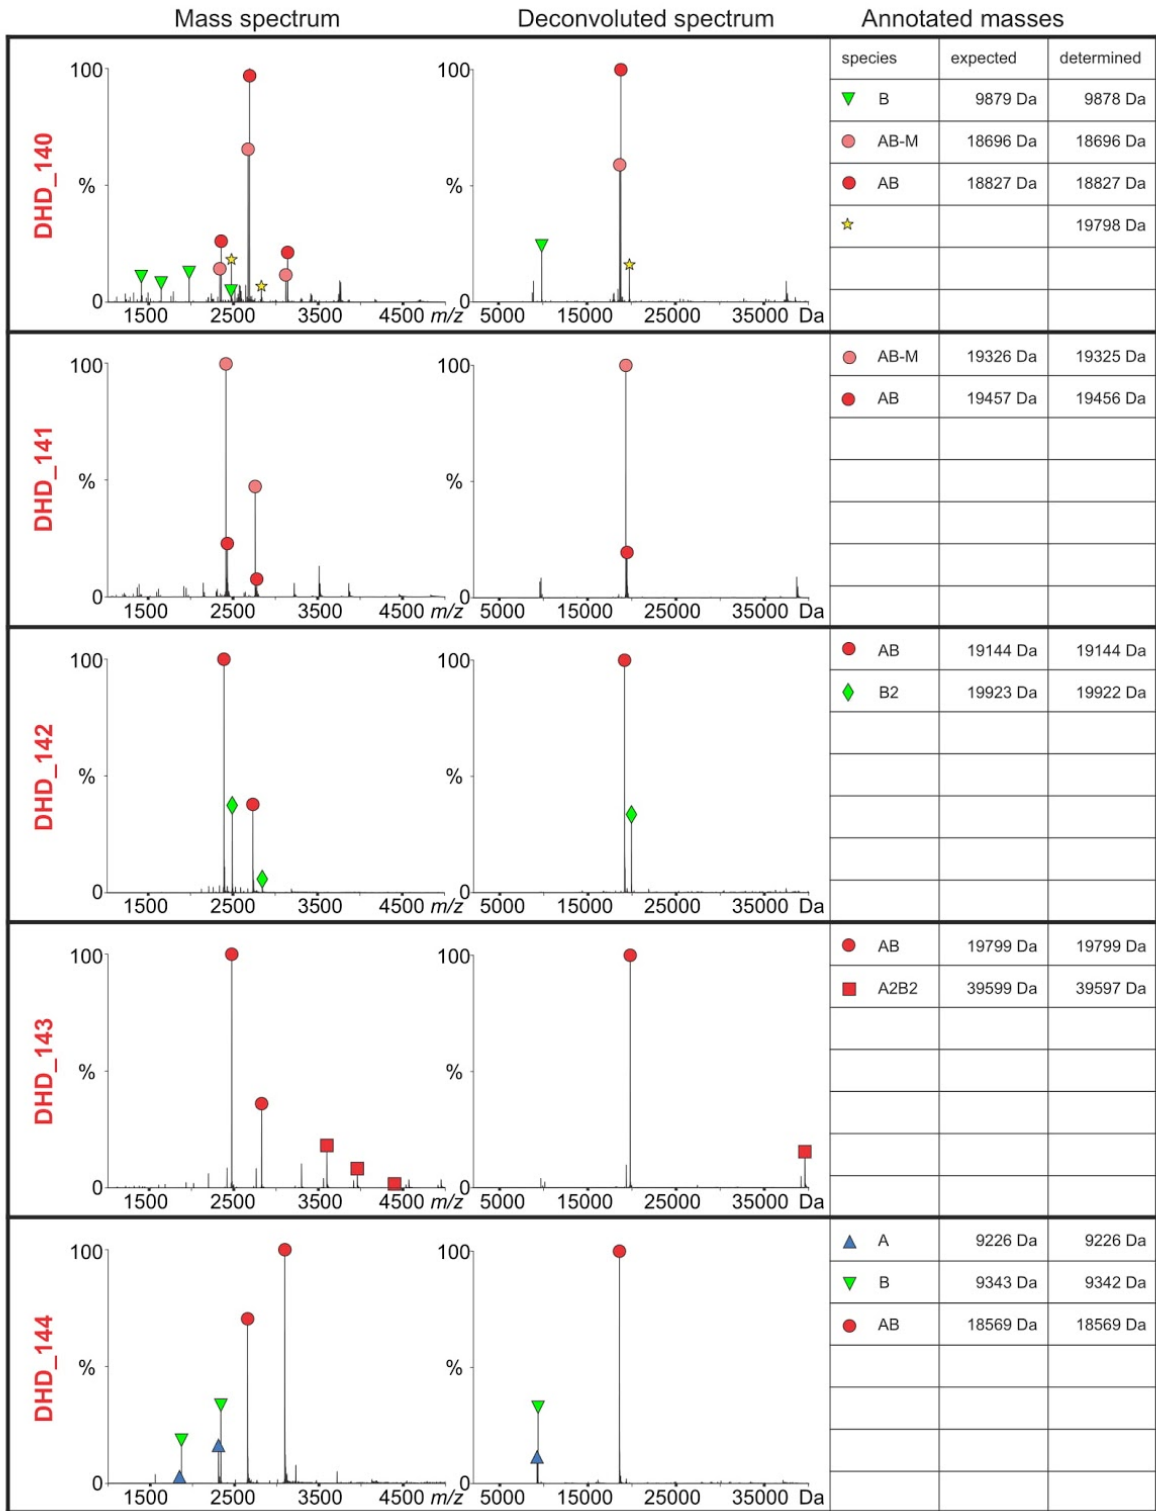 Mass spectrum Deconvoluted spectrum Annotated masses
DHD_140
100
%
0
1500 2500 3500 m/z
4500
100
%
0
5000 15000 25000 35000 Da
species expected determined
B 9879 Da 9878 Da
AB-M 18696 Da 18696 Da
AB 18827 Da 18827 Da
19798 Da
DHD_141
100
%
0
1500 2500 3500 4500 m/z
100
%
0
5000 15000 25000 35000 Da
AB-M 19326 Da 19325 Da
AB 19457 Da 19456 Da
DHD_142
100
%
0
1500 2500 3500 4500 m/z
100
%
0
5000 15000 25000 35000 Da
AB 19144 Da 19144 Da
B2 19923 Da 19922 Da
DHD_143
100
%
0
1500 2500 3500 4500 m/z
100
%
0
5000 15000 25000 35000 Da
AB 19799 Da 19799 Da
A2B2 39599 Da 39597 Da
DHD_144
100
%
0
1500 2500 3500 4500 m/z
100
%
0
5000 15000 25000 35000 Da
A 9226 Da 9226 Da
B 9343 Da 9342 Da
AB 18569 Da 18569 Da